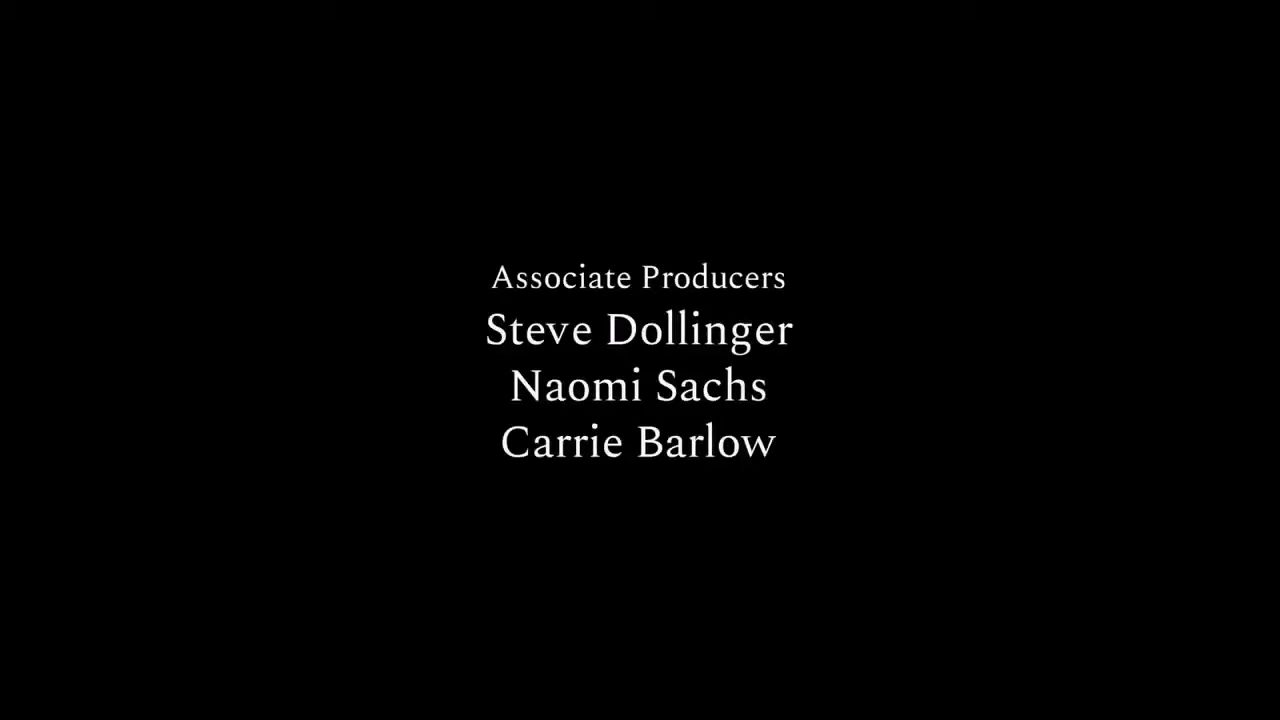 Associate Producers
Steve Dollinger
Naomi Sachs
Carrie Barlow